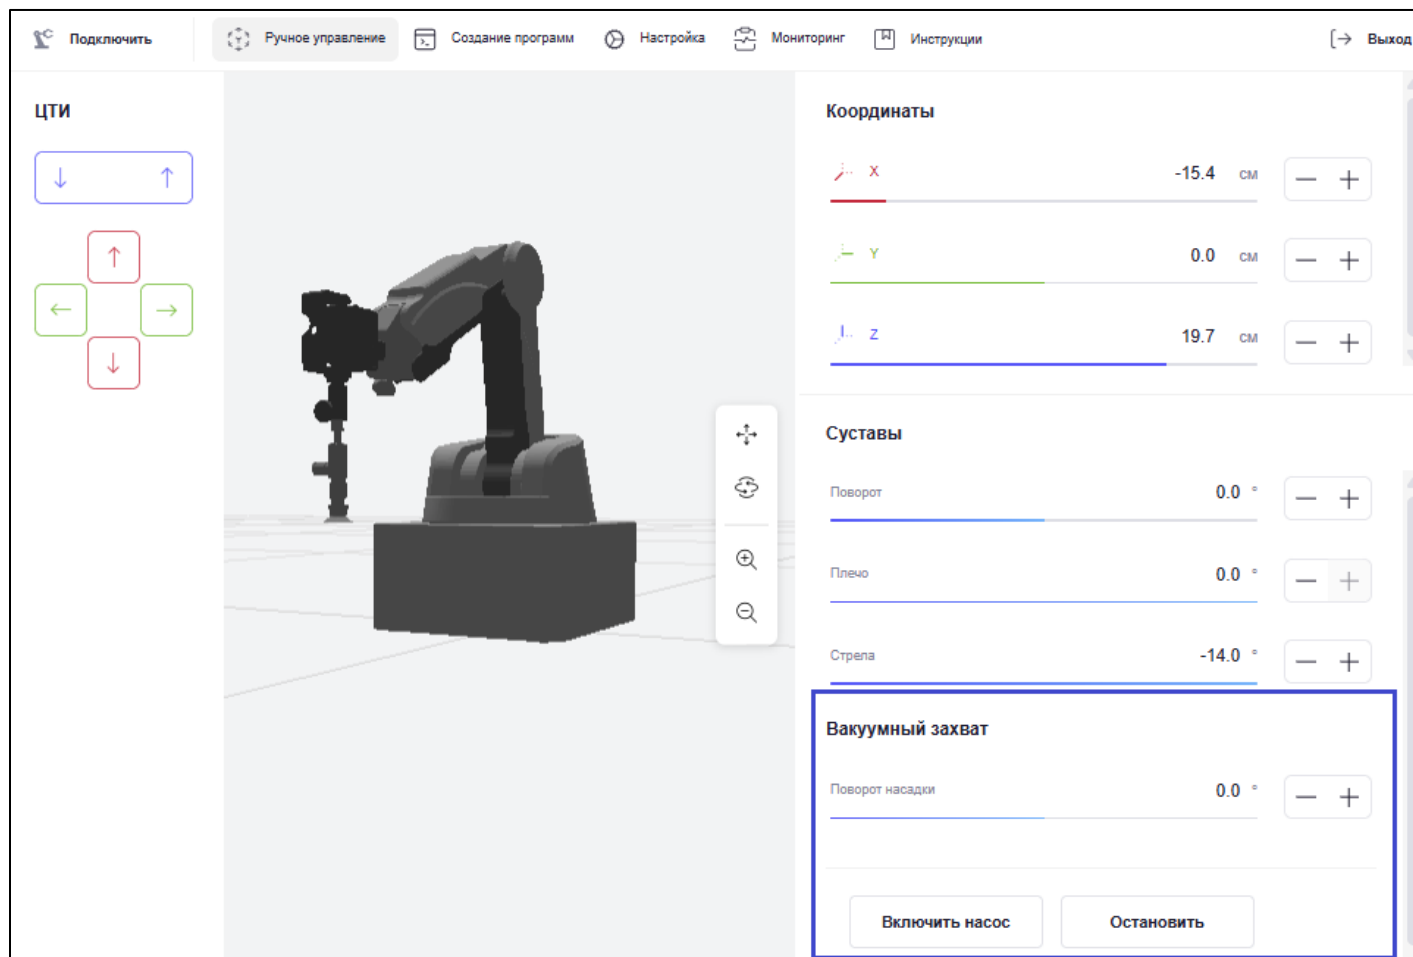 Подключить
Ручное управление
Создание программ
Настройка
Мониторинг
Инструкции
Выход
ЦТИ
Координаты
X -15.4 см
Y 0.0 см
Z 19.7 см
Суставы
Поворот 0.0 °
Плечо 0.0 °
Стрела -14.0 °
Вакуумный захват
Поворот насадки 0.0 °
Включить насос
Остановить